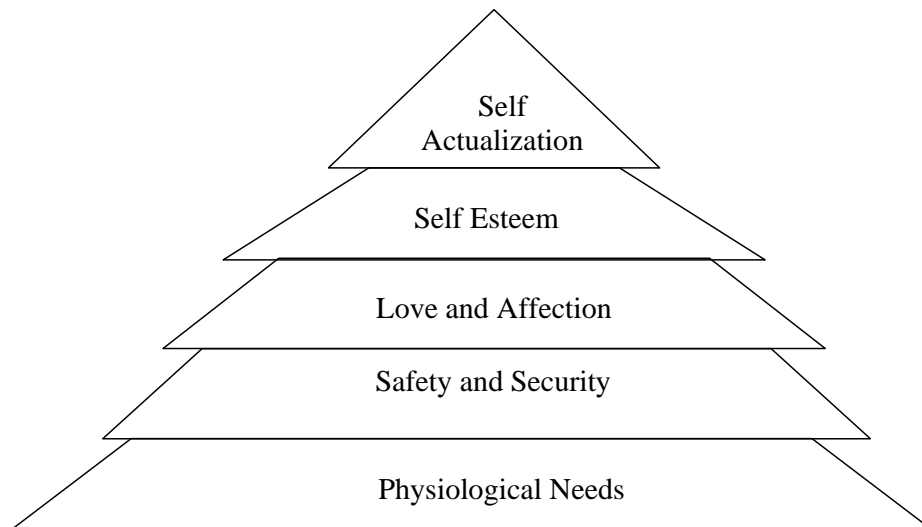 Self
Actualization
Self Esteem
Love and Affection
Safety and Security
Physiological Needs